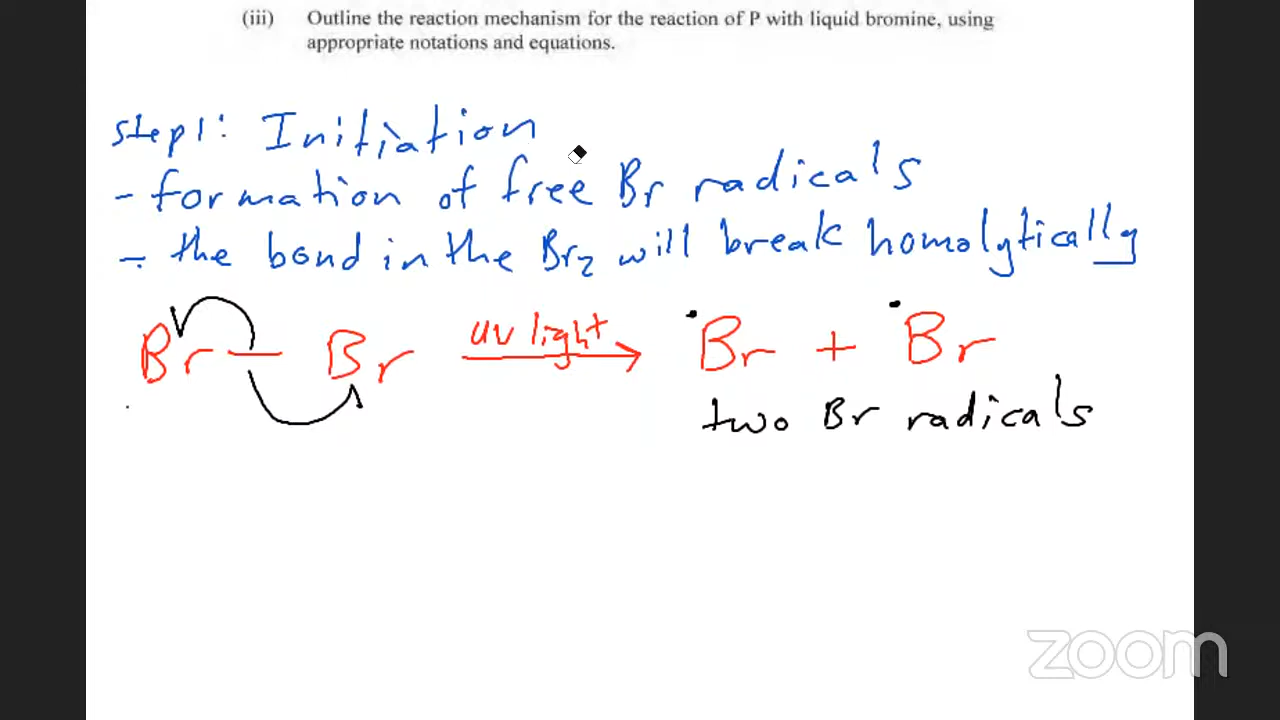 (iii) Outline the reaction mechanism for the reaction of P with liquid bromine, using
appropriate notations and equations.
Step1: Initiation
- formation of free Br radicals
- the bond in the Br₂ will break homolytically
Br — Br uv light → •Br + •Br
two Br radicals
zoom